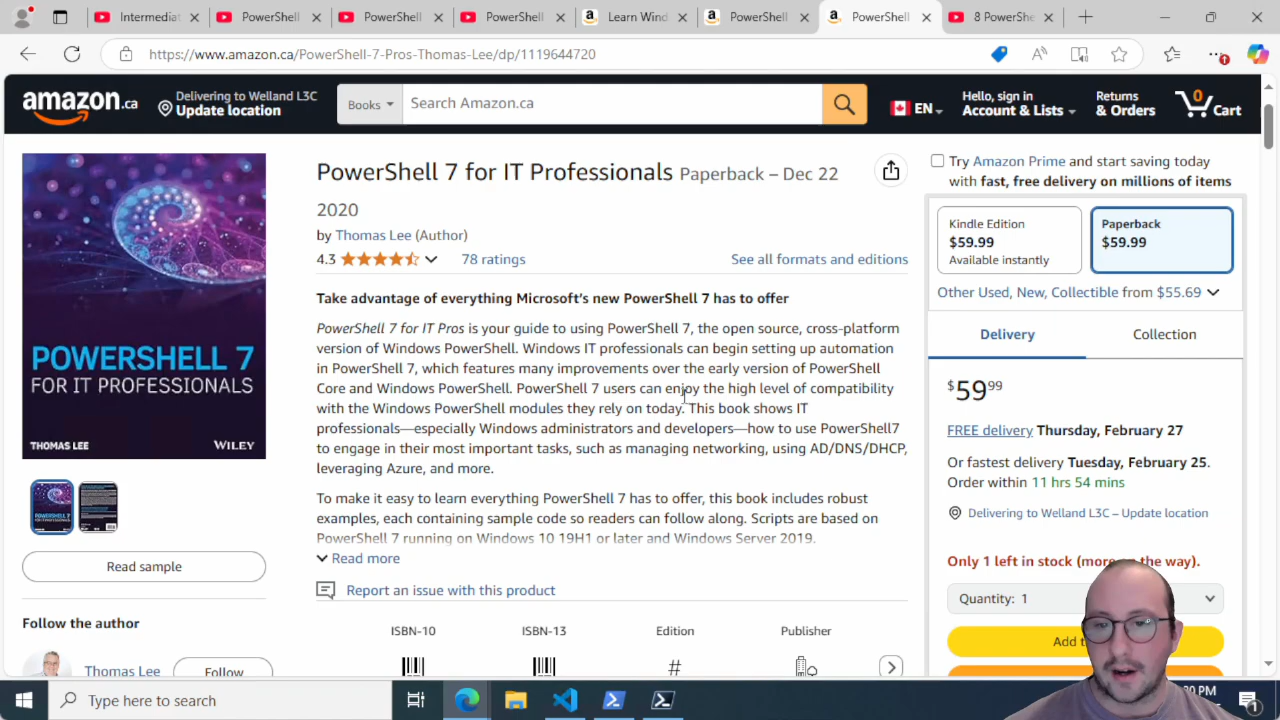 Intermediat
PowerShell
PowerShell
PowerShell
Learn Wind
PowerShell
PowerShell
8 PowerShe
https://www.amazon.ca/PowerShell-7-Pros-Thomas-Lee/dp/1119644720
amazon.ca
Delivering to Welland L3C
Update location
Books
Search Amazon.ca
EN
Hello, sign in
Account & Lists
Returns
& Orders
0
Cart
POWERSHELL 7
FOR IT PROFESSIONALS
THOMAS LEE
WILEY
Read sample
Follow the author
Thomas Lee
Follow
PowerShell 7 for IT Professionals Paperback – Dec 22
2020
by Thomas Lee (Author)
4.3
78 ratings
See all formats and editions
Take advantage of everything Microsoft’s new PowerShell 7 has to offer
PowerShell 7 for IT Pros is your guide to using PowerShell 7, the open source, cross-platform
version of Windows PowerShell. Windows IT professionals can begin setting up automation
in PowerShell 7, which features many improvements over the early version of PowerShell
Core and Windows PowerShell. PowerShell 7 users can enjoy the high level of compatibility
with the Windows PowerShell modules they rely on today. This book shows IT
professionals—especially Windows administrators and developers—how to use PowerShell7
to engage in their most important tasks, such as managing networking, using AD/DNS/DHCP,
leveraging Azure, and more.
To make it easy to learn everything PowerShell 7 has to offer, this book includes robust
examples, each containing sample code so readers can follow along. Scripts are based on
PowerShell 7 running on Windows 10 19H1 or later and Windows Server 2019.
Read more
Report an issue with this product
ISBN-10
ISBN-13
Edition
#
Publisher
Try Amazon Prime and start saving today
with fast, free delivery on millions of items
Kindle Edition
$59.99
Available instantly
Paperback
$59.99
Other Used, New, Collectible from $55.69
Delivery
Collection
$59 99
FREE delivery Thursday, February 27
Or fastest delivery Tuesday, February 25.
Order within 11 hrs 54 mins
Delivering to Welland L3C – Update location
Only 1 left in stock (more on the way).
Quantity: 1
Add t
Type here to search
30 PM
1